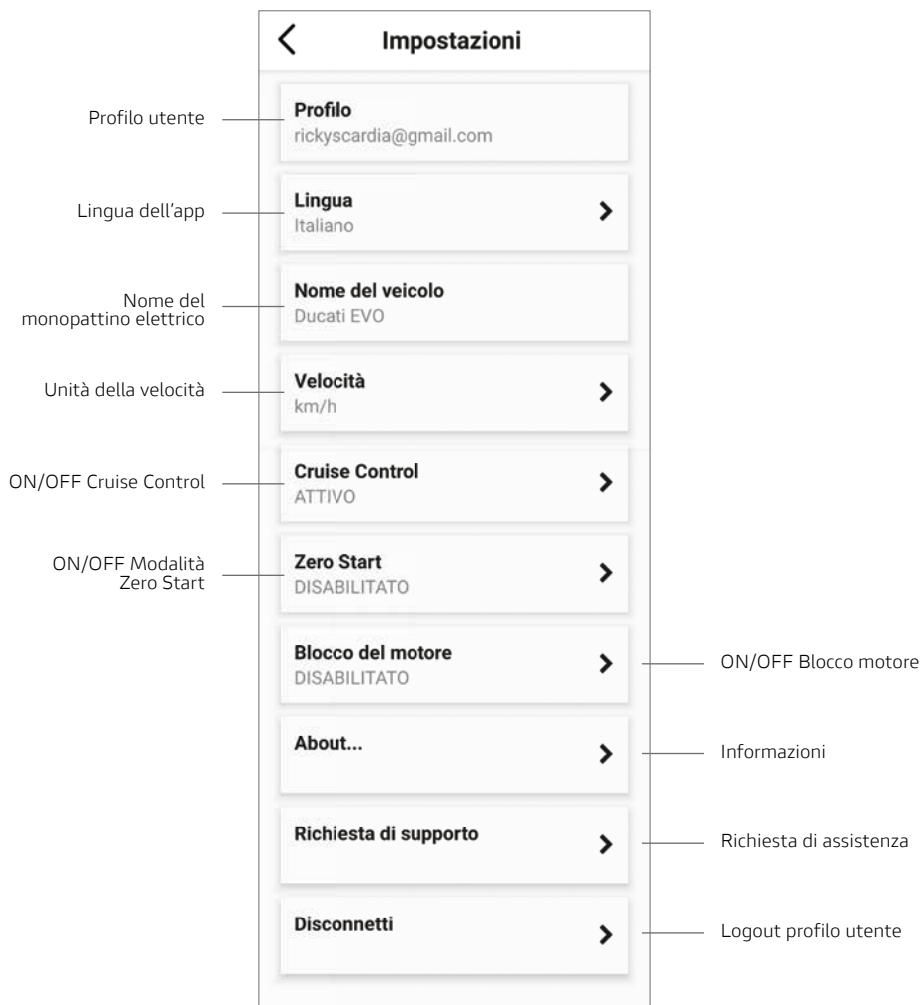 Impostazioni
Profilo utente
Profilo
rickyscardia@gmail.com
Lingua dell'app
Lingua
Italiano
Nome del
monopattino elettrico
Nome del veicolo
Ducati EVO
Unità della velocità
Velocità
km/h
ON/OFF Cruise Control
Cruise Control
ATTIVO
ON/OFF Modalità
Zero Start
Zero Start
DISABILITATO
Blocco del motore
DISABILITATO
ON/OFF Blocco motore
About...
Informazioni
Richiesta di supporto
Richiesta di assistenza
Disconnetti
Logout profilo utente